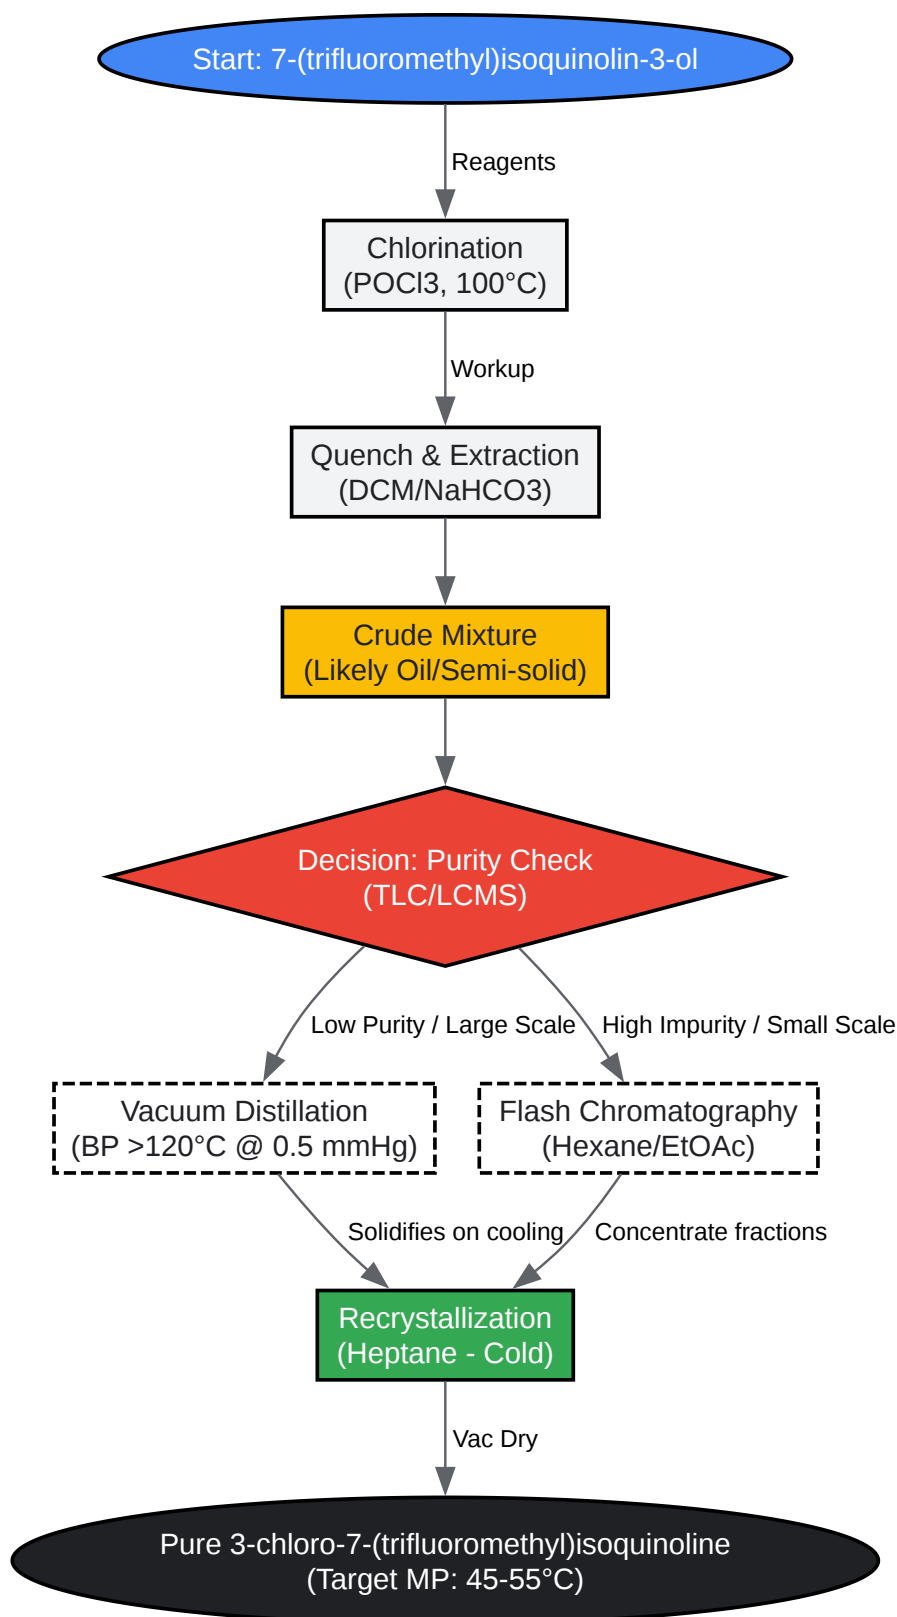 Start: 7-(trifluoromethyl)isoquinolin-3-ol
Reagents
Chlorination
(POCl3, 100°C)
Workup
Quench & Extraction
(DCM/NaHCO3)
Crude Mixture
(Likely Oil/Semi-solid)
Decision: Purity Check
(TLC/LCMS)
Low Purity / Large Scale
High Impurity / Small Scale
Vacuum Distillation
(BP >120°C @ 0.5 mmHg)
Flash Chromatography
(Hexane/EtOAc)
Solidifies on cooling
Concentrate fractions
Recrystallization
(Heptane - Cold)
Vac Dry
Pure 3-chloro-7-(trifluoromethyl)isoquinoline
(Target MP: 45-55°C)